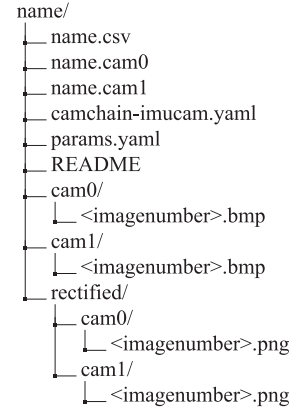 name/
name.csv
name.cam0
name.cam1
camchain-imucam.yaml
params.yaml
README
cam0/
<imagenumber>.bmp
cam1/
<imagenumber>.bmp
rectified/
cam0/
<imagenumber>.png
cam1/
<imagenumber>.png